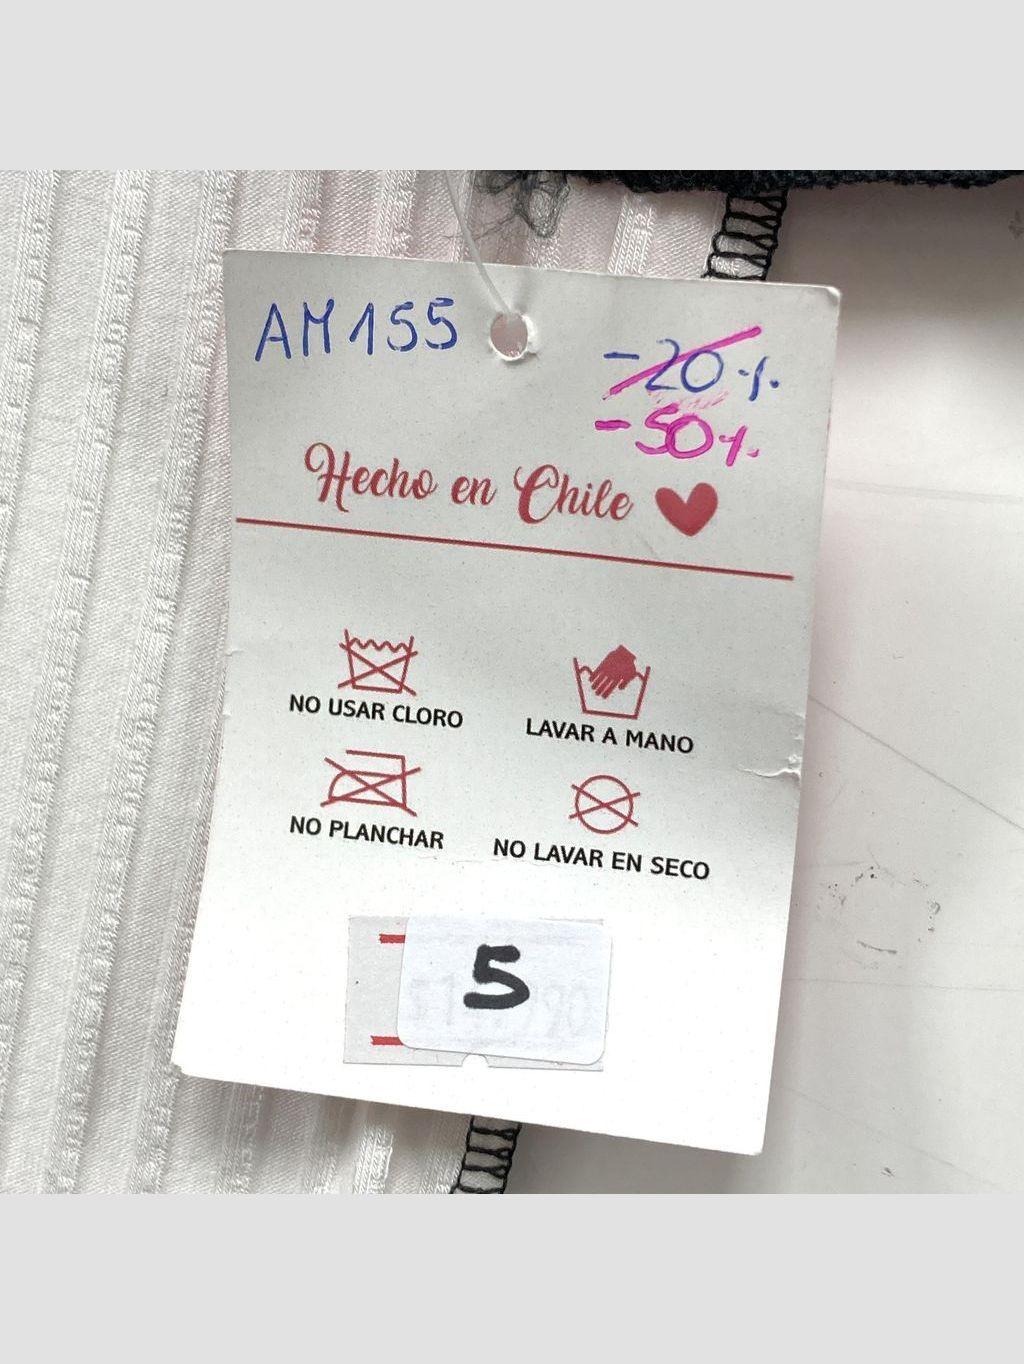 AM155
-20%
-50%
Hecho en Chile
NO USAR CLORO
LAVAR A MANO
NO PLANCHAR
NO LAVAR EN SECO
5